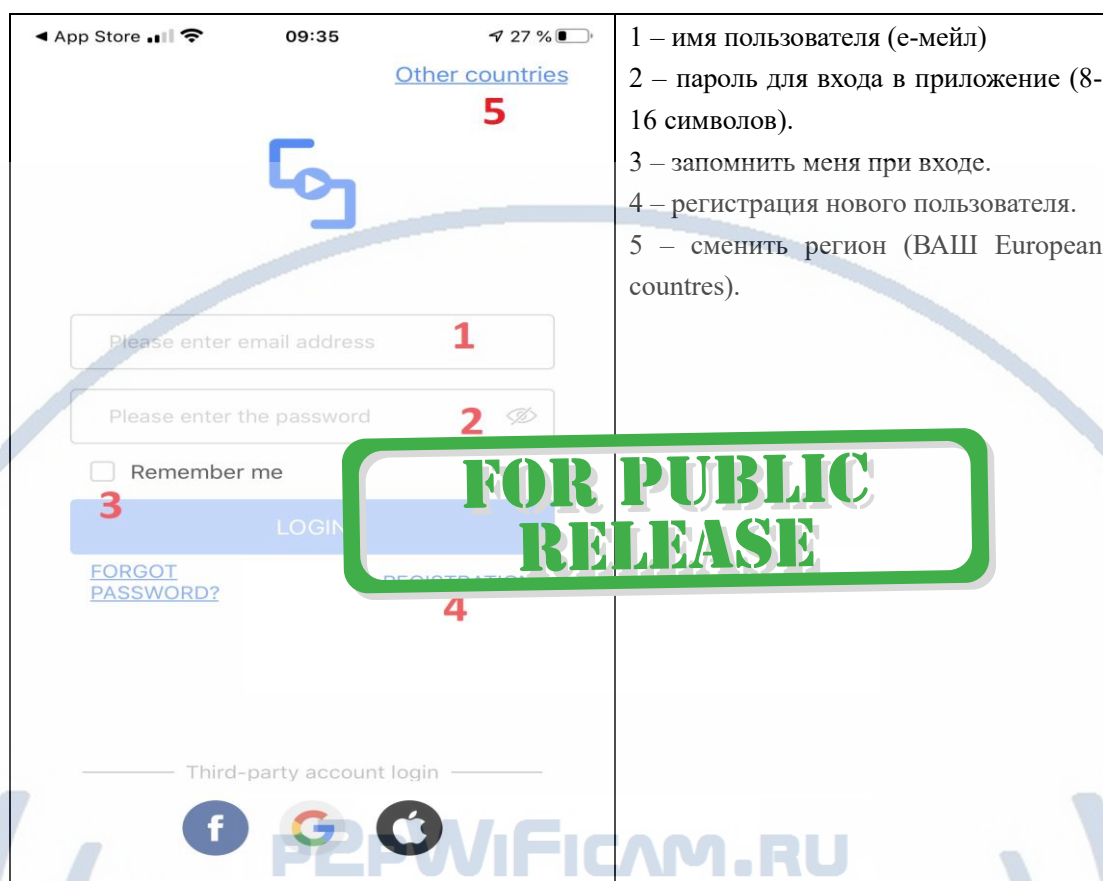 App Store
09:35
27 %
Other countries
5
Please enter email address
1
Please enter the password
2
Remember me
3
LOGIN
FORGOT
PASSWORD?
REGISTRATION
4
Third-party account login
f
G
1 – имя пользователя (е-мейл)
2 – пароль для входа в приложение (8-
16 символов).
3 – запомнить меня при входе.
4 – регистрация нового пользователя.
5 – сменить регион (ВАШ European
countres).
FOR PUBLIC
RELEASE
P2PWIFICAM.RU